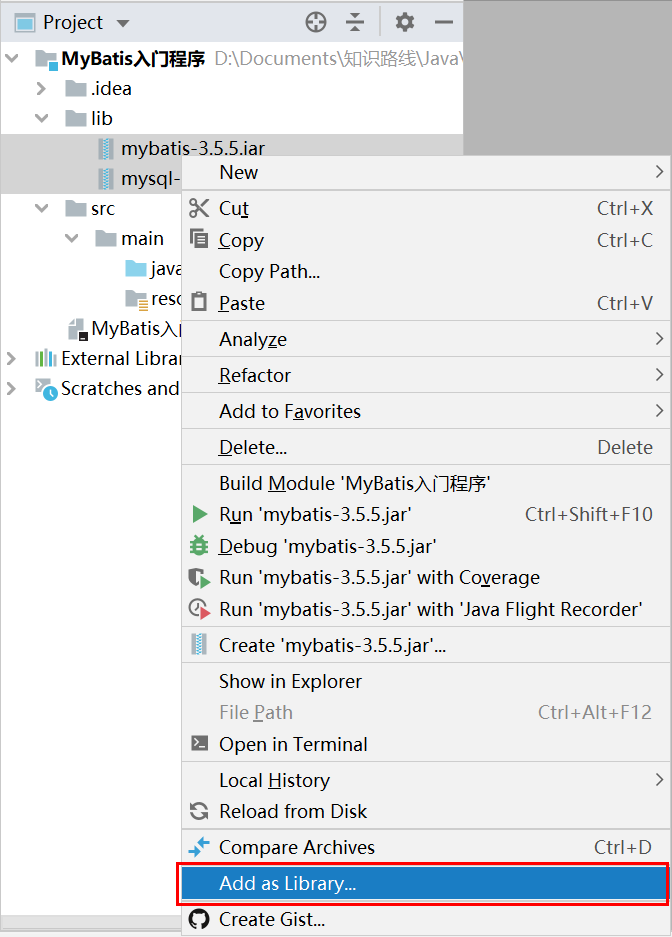 Project
MyBatis入门程序 D:\Documents\知识路线\Java\
.idea
lib
mybatis-3.5.5.jar
mysql-
src
main
java
reso
MyBatis入门
External Librar
Scratches and
New
Cut Ctrl+X
Copy Ctrl+C
Copy Path...
Paste Ctrl+V
Analyze
Refactor
Add to Favorites
Delete... Delete
Build Module 'MyBatis入门程序'
Run 'mybatis-3.5.5.jar' Ctrl+Shift+F10
Debug 'mybatis-3.5.5.jar'
Run 'mybatis-3.5.5.jar' with Coverage
Run 'mybatis-3.5.5.jar' with 'Java Flight Recorder'
Create 'mybatis-3.5.5.jar'...
Show in Explorer
File Path Ctrl+Alt+F12
Open in Terminal
Local History
Reload from Disk
Compare Archives Ctrl+D
Add as Library...
Create Gist...